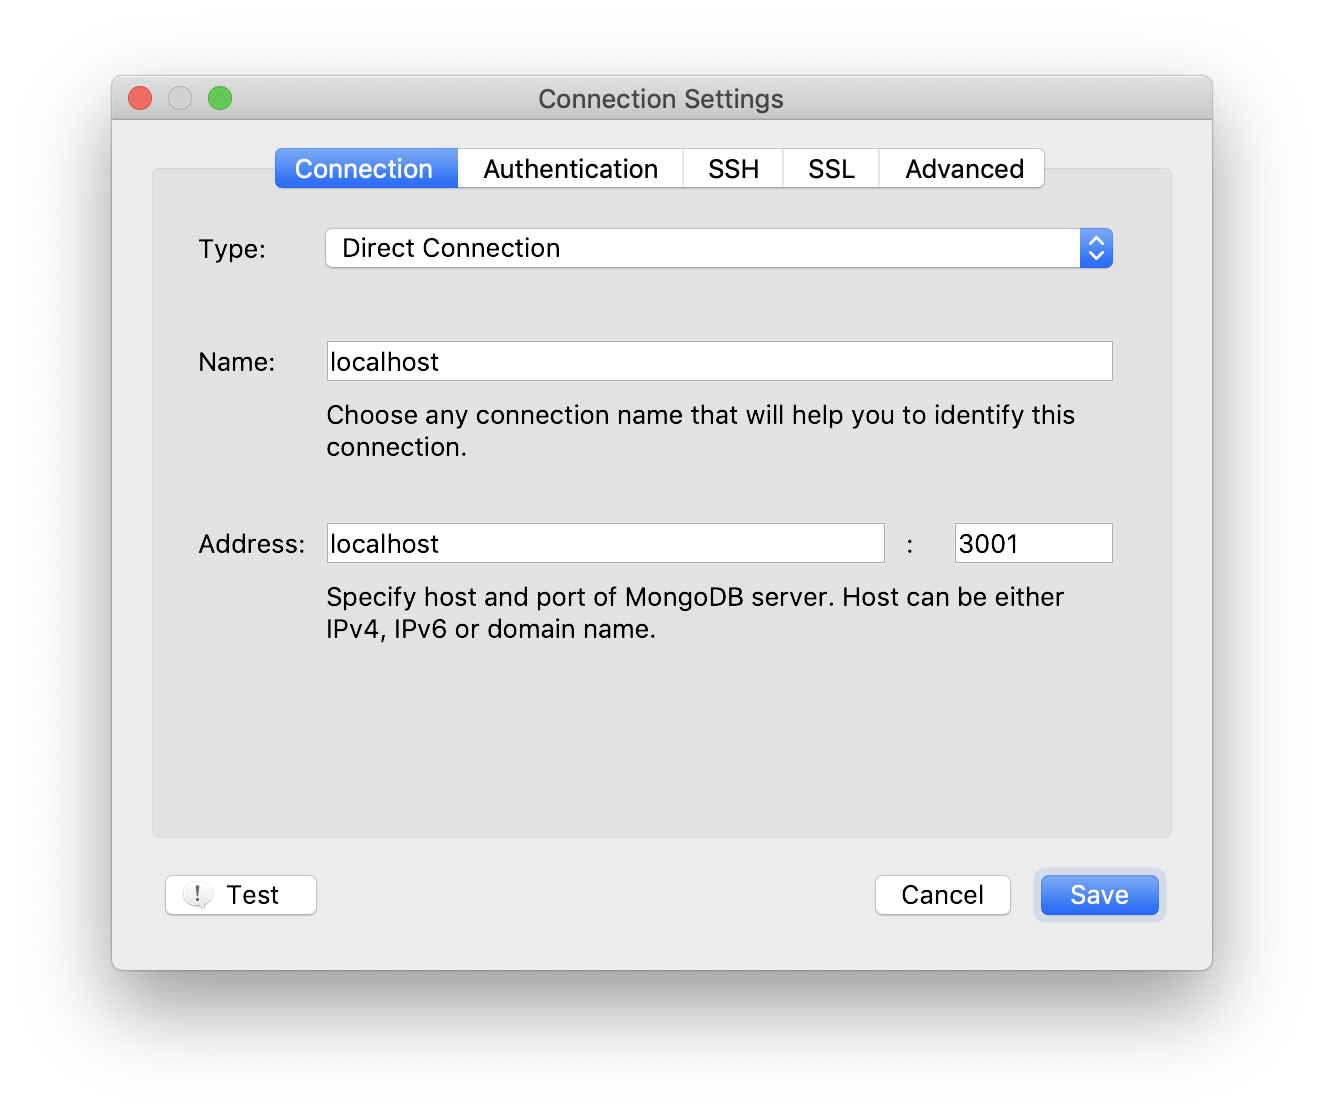 Connection Settings
Connection Authentication SSH SSL Advanced
Type: Direct Connection
Name: localhost
Choose any connection name that will help you to identify this
connection.
Address: localhost : 3001
Specify host and port of MongoDB server. Host can be either
IPv4, IPv6 or domain name.
! Test Cancel Save